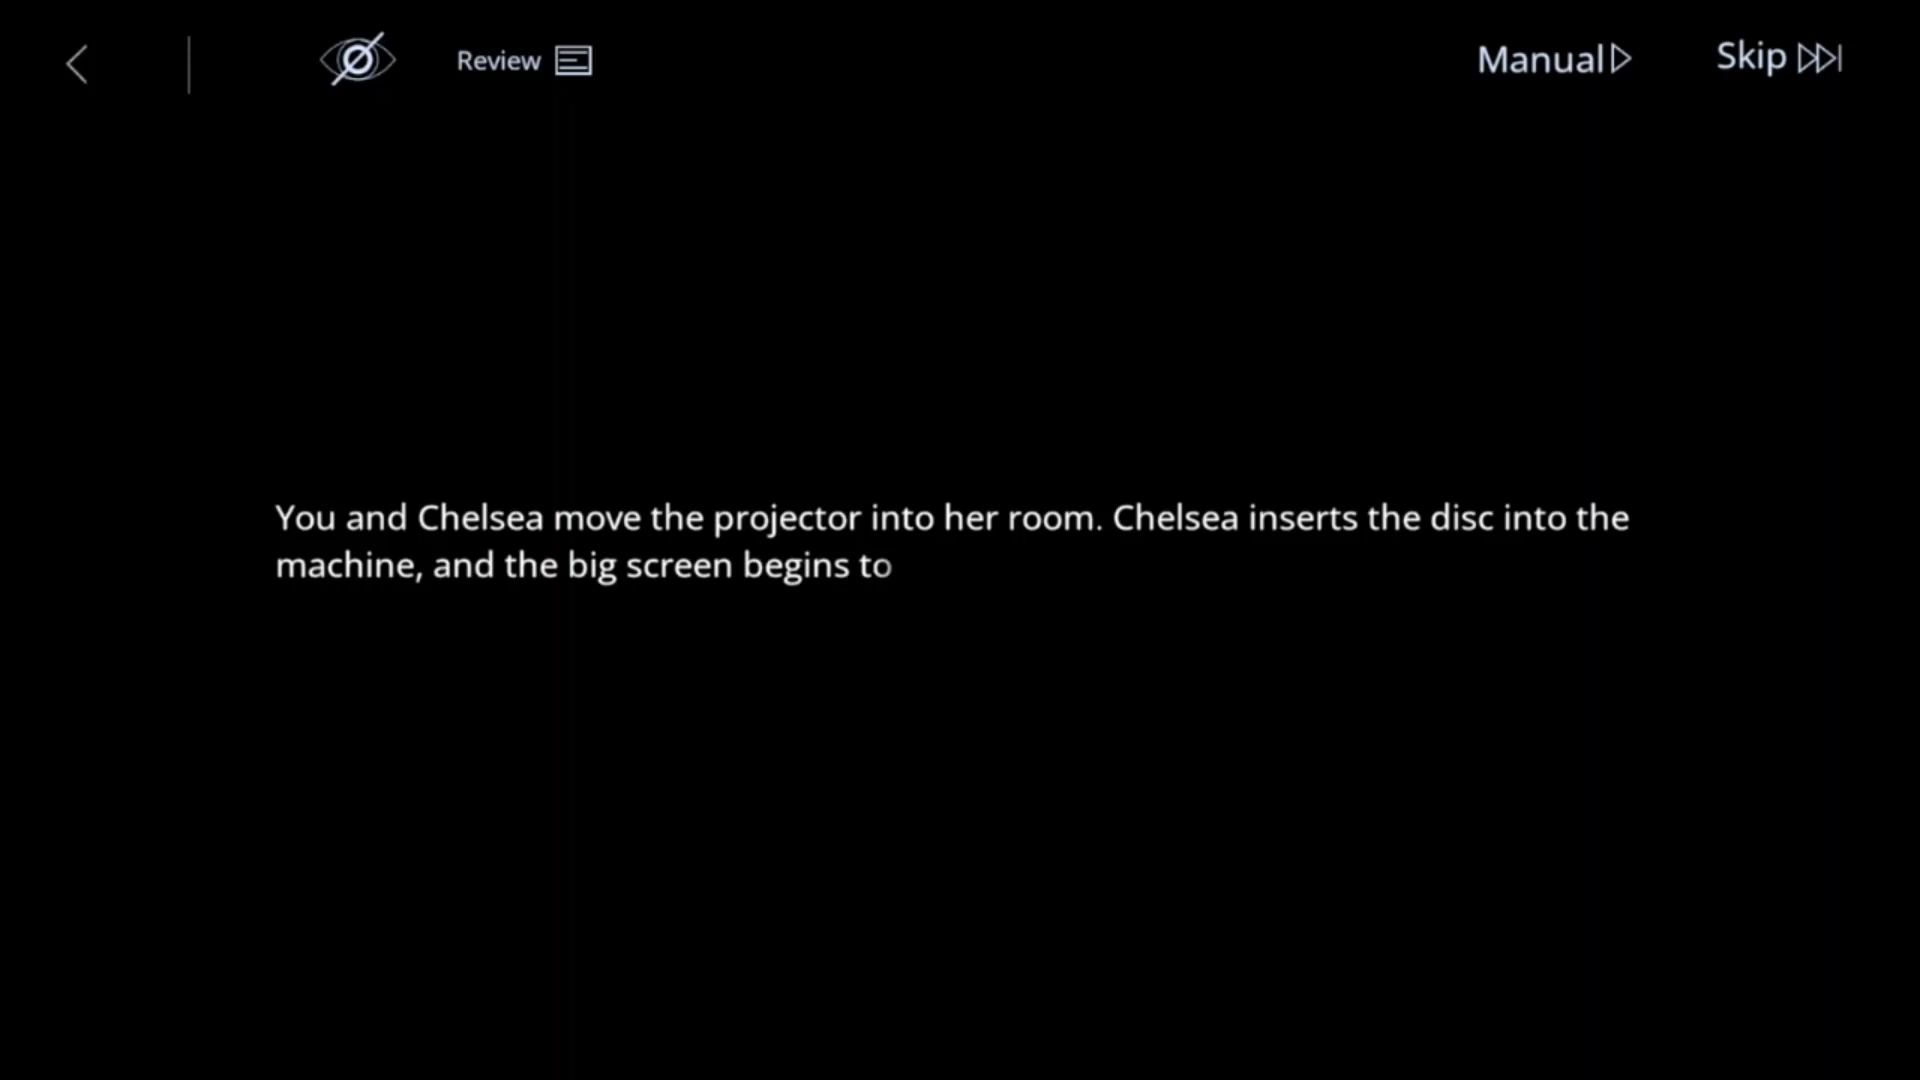 Review
Manual
Skip
You and Chelsea move the projector into her room. Chelsea inserts the disc into the
machine, and the big screen begins to